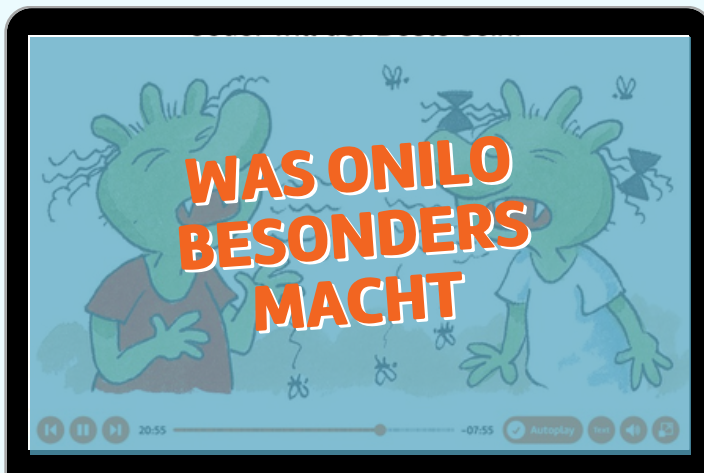 WAS ONILO
BESONDERS
MACHT
20:55
-07:55
Autoplay
Text